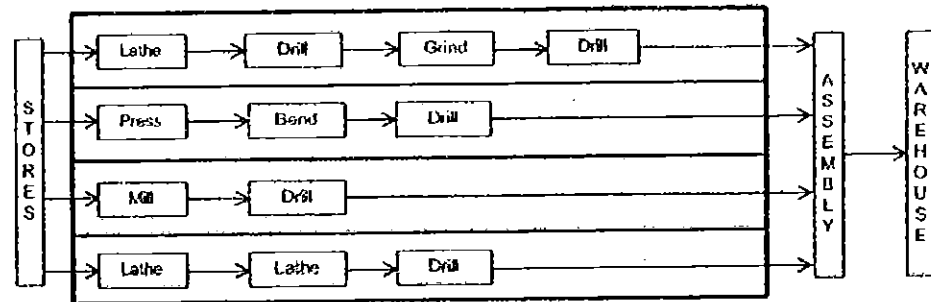 STORES
Lathe Drill Grind Drill
Press Bend Drill
Mill Drill
Lathe Lathe Drill
ASSEMBLY
WAREHOUSE